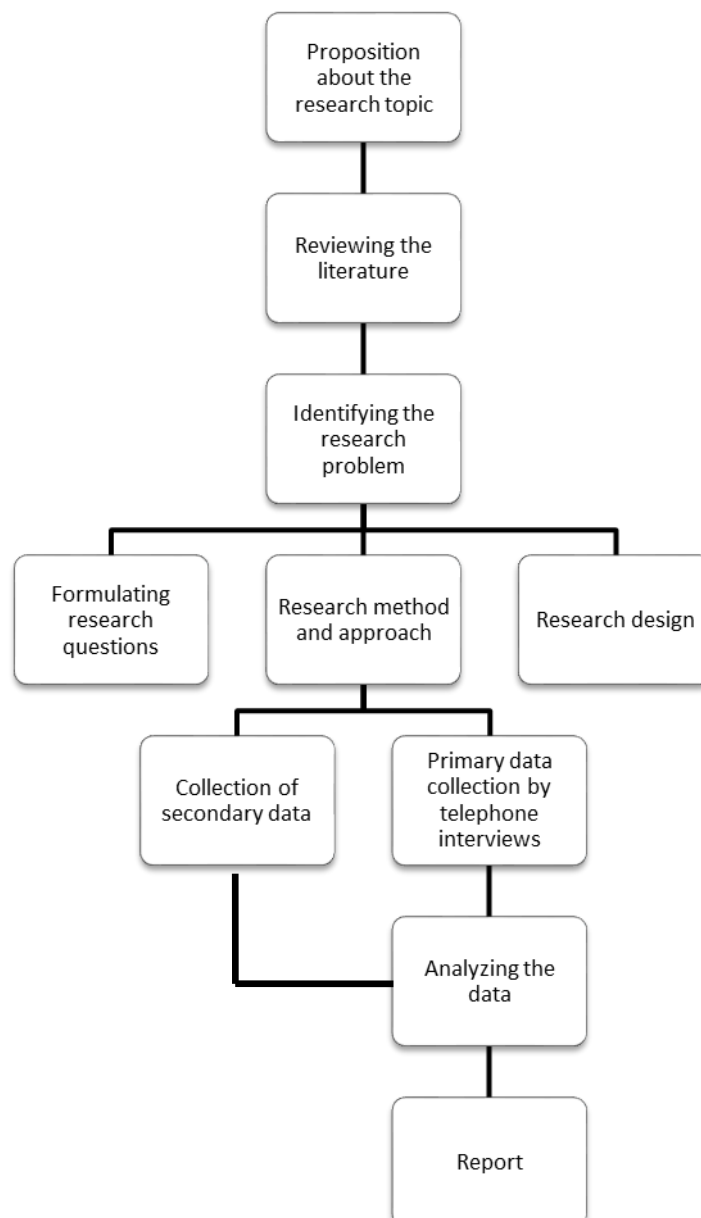 Proposition
about the
research topic
Reviewing the
literature
Identifying the
research
problem
Formulating
research
questions
Research method
and approach
Research design
Collection of
secondary data
Primary data
collection by
telephone
interviews
Analyzing the
data
Report